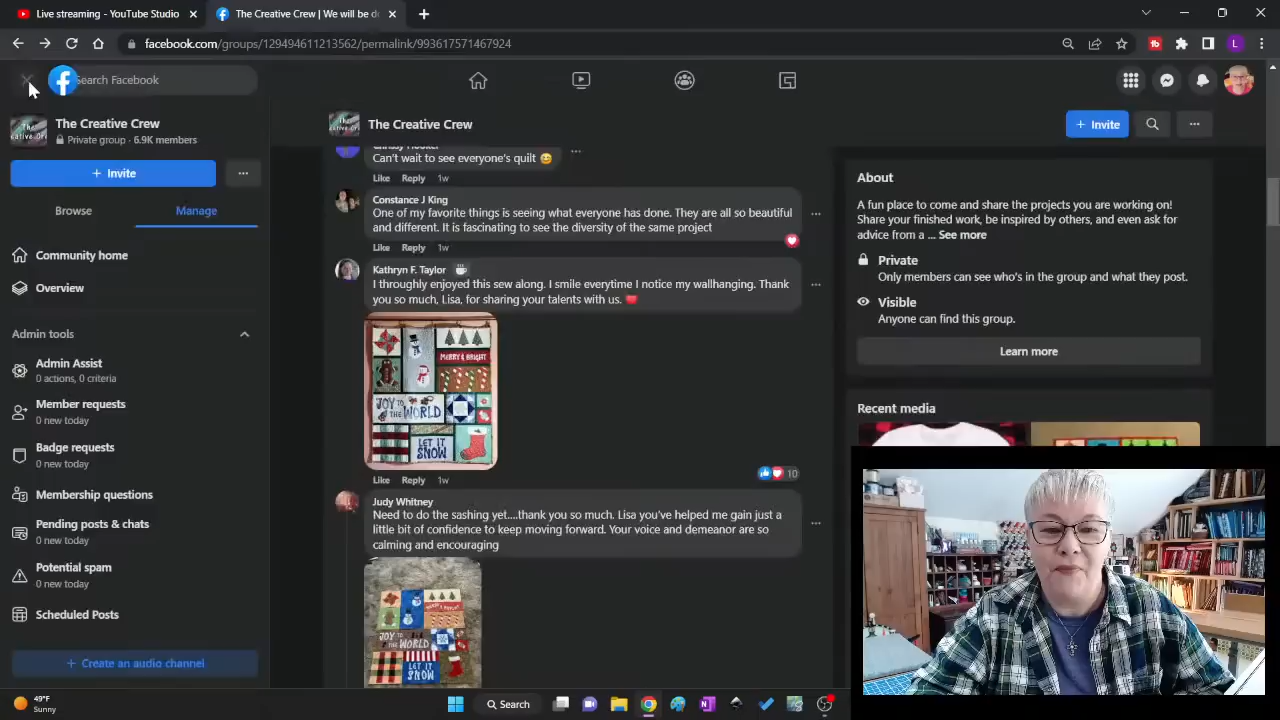 Live streaming - YouTube Studio
The Creative Crew | We will be d
facebook.com/groups/129494611213562/permalink/993617571467924
L
Search Facebook
The Creative Crew
Private group · 6.9K members
+ Invite
Browse
Manage
Community home
Overview
Admin tools
Admin Assist
0 actions, 0 criteria
Member requests
0 new today
Badge requests
0 new today
Membership questions
Pending posts & chats
0 new today
Potential spam
0 new today
Scheduled Posts
+ Create an audio channel
The Creative Crew
+ Invite
Can't wait to see everyone's quilt
Like Reply 1w
Constance J King
One of my favorite things is seeing what everyone has done. They are all so beautiful
and different. It is fascinating to see the diversity of the same project
Like Reply 1w
Kathryn F. Taylor
I throughly enjoyed this sew along. I smile everytime I notice my wallhanging. Thank
you so much, Lisa, for sharing your talents with us.
MERRY & BRIGHT
JOY TO THE WORLD
LET IT
SNOW
10
Like Reply 1w
Judy Whitney
Need to do the sashing yet....thank you so much. Lisa you've helped me gain just a
little bit of confidence to keep moving forward. Your voice and demeanor are so
calming and encouraging
JOY TO
THE WORLD
LET IT
SNOW
About
A fun place to come and share the projects you are working on!
Share your finished work, be inspired by others, and even ask for
advice from a ... See more
Private
Only members can see who's in the group and what they post.
Visible
Anyone can find this group.
Learn more
Recent media
49°F
Sunny
Search